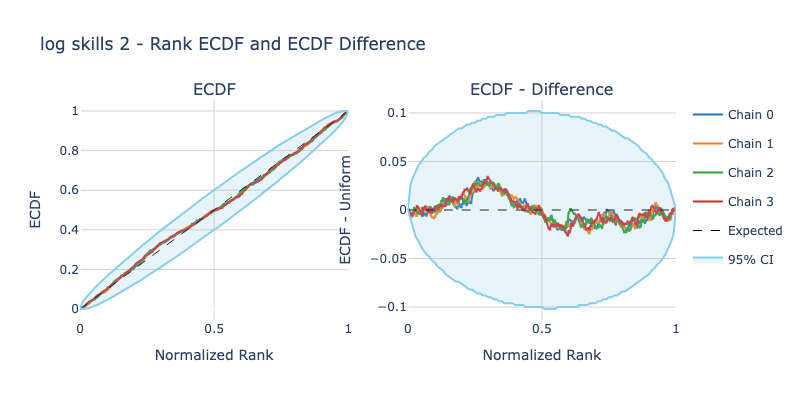 log skills 2 - Rank ECDF and ECDF Difference
ECDF
ECDF
1
0.8
0.6
0.4
0.2
0
0
0.5
1
Normalized Rank
ECDF - Difference
ECDF - Uniform
0.1
0.05
0
−0.05
−0.1
0
0.5
1
Normalized Rank
Chain 0
Chain 1
Chain 2
Chain 3
Expected
95% CI